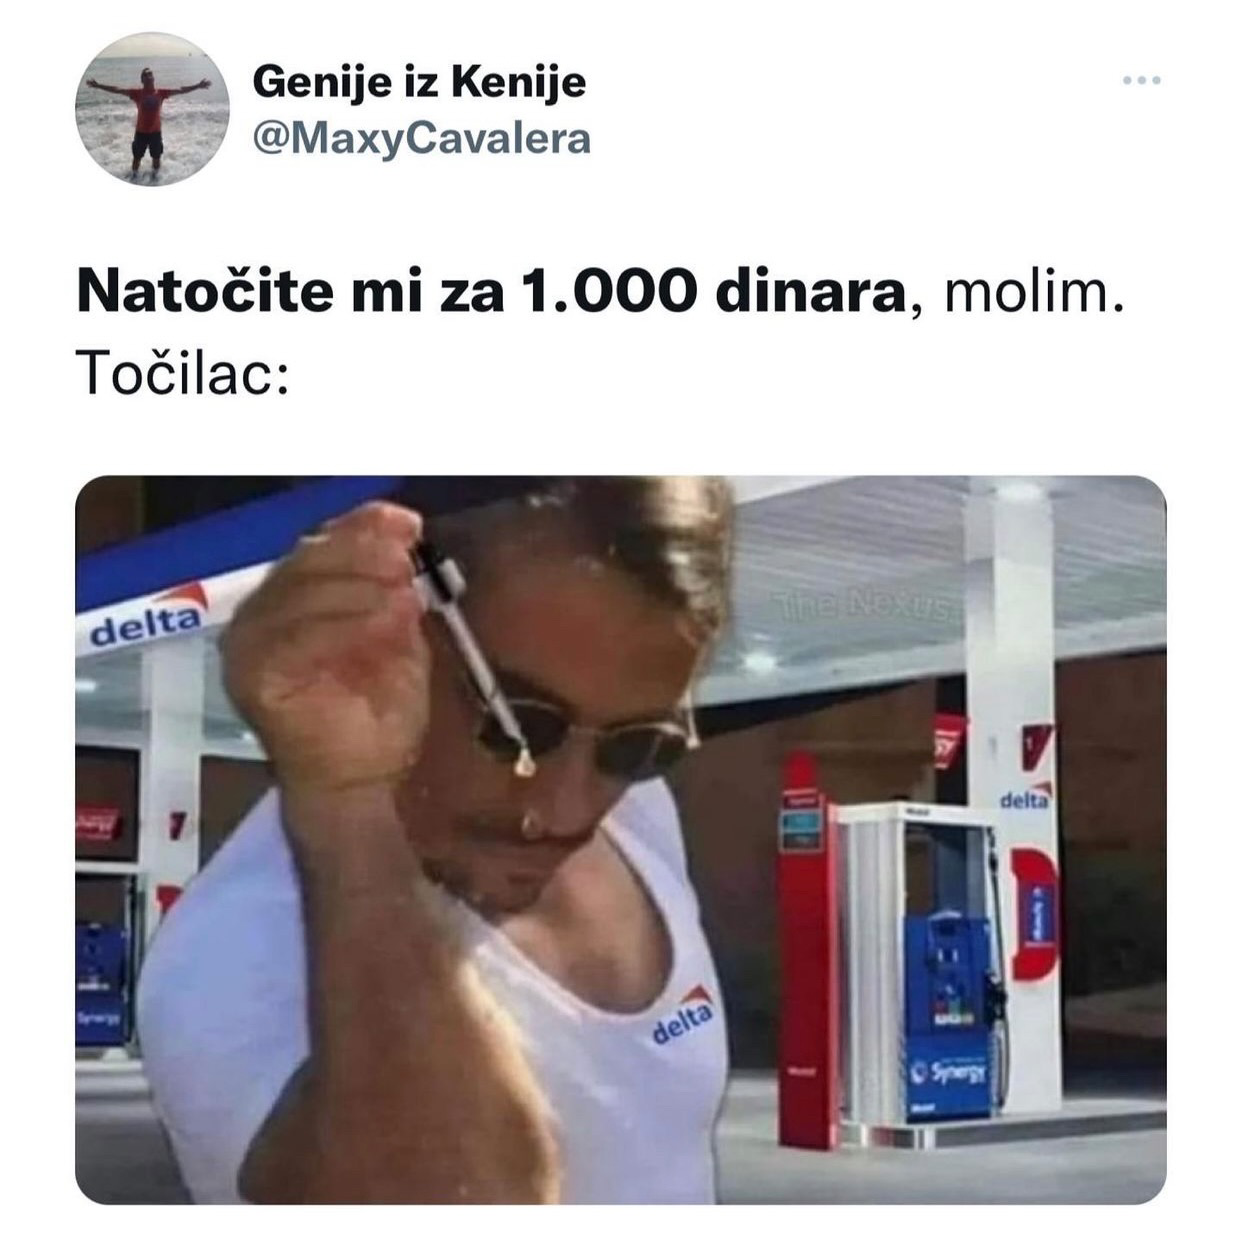 Genije iz Kenije
@MaxyCavalera
Natočite mi za 1.000 dinara, molim.
Točilac:
delta
The Nexus
delta
delta
Synergy